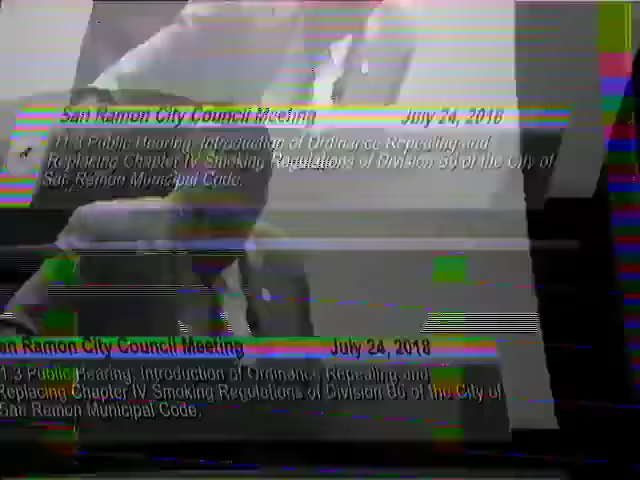 San Ramon City Council Meeting July 24, 2018
11.3 Public Hearing, Introduction of Ordinance Repealing and
Replacing Chapter IV Smoking Regulations of Division B6 of the City of
San Ramon Municipal Code.
an Ramon City Council Meeting July 24, 2018
1.3 Public Hearing, Introduction of Ordinance Repealing and
Replacing Chapter IV Smoking Regulations of Division B6 of the City of
San Ramon Municipal Code.